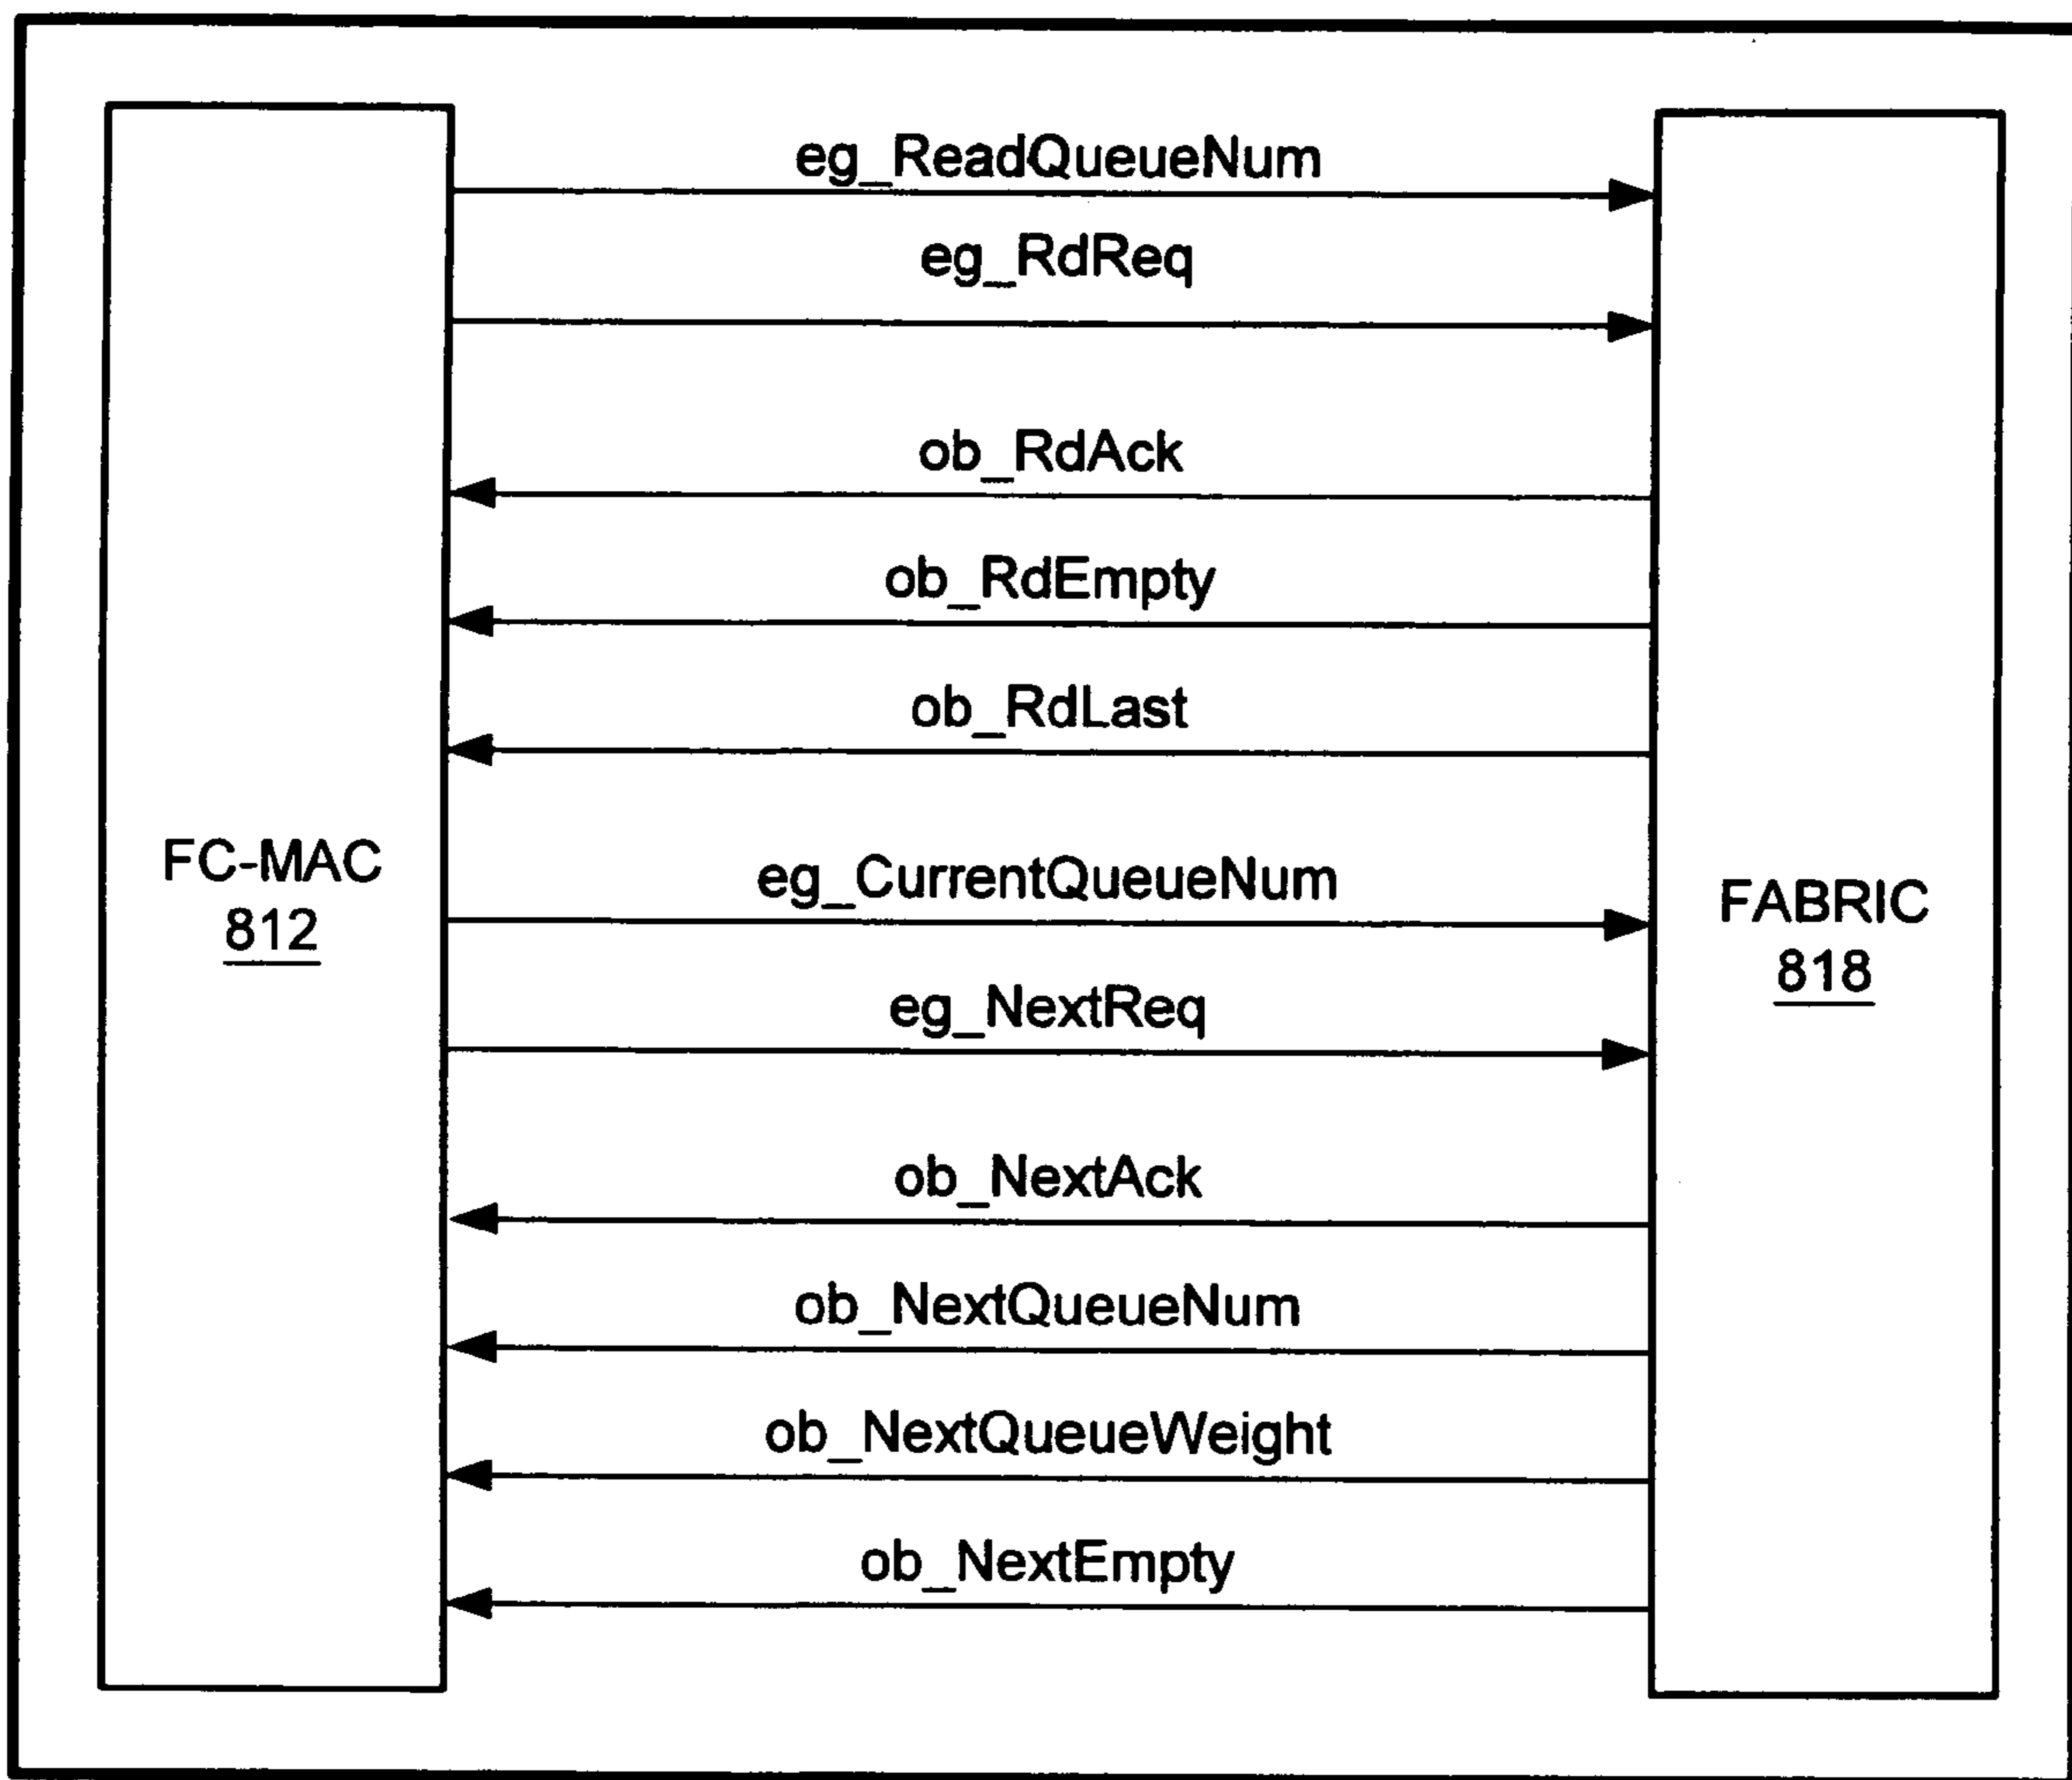 eg_ReadQueueNum
eg_RdReq
ob_RdAck
ob_RdEmpty
ob_RdLast
FC-MAC
812
eg_CurrentQueueNum
FABRIC
818
eg_NextReq
ob_NextAck
ob_NextQueueNum
ob_NextQueueWeight
ob_NextEmpty